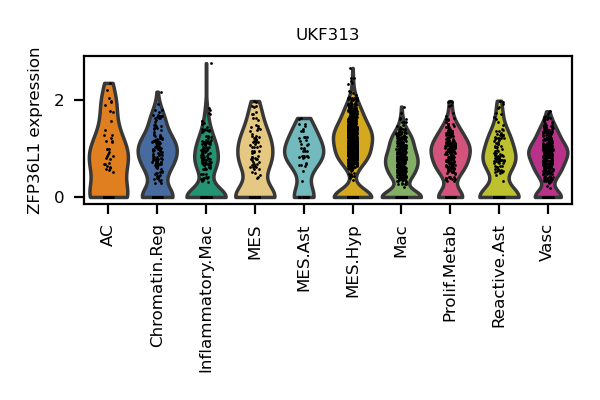 UKF313
ZFP36L1 expression
2
0
AC
Chromatin.Reg
Inflammatory.Mac
MES
MES.Ast
MES.Hyp
Mac
Prolif.Metab
Reactive.Ast
Vasc